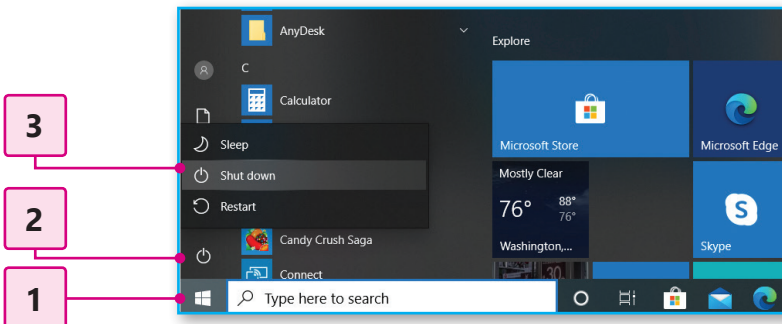 AnyDesk
Explore
C
Calculator
3
Sleep
Microsoft Store
Microsoft Edge
Shut down
Mostly Clear
Restart
76° 88°
76°
2
Candy Crush Saga
Washington,...
Skype
Connect
30
1
Type here to search